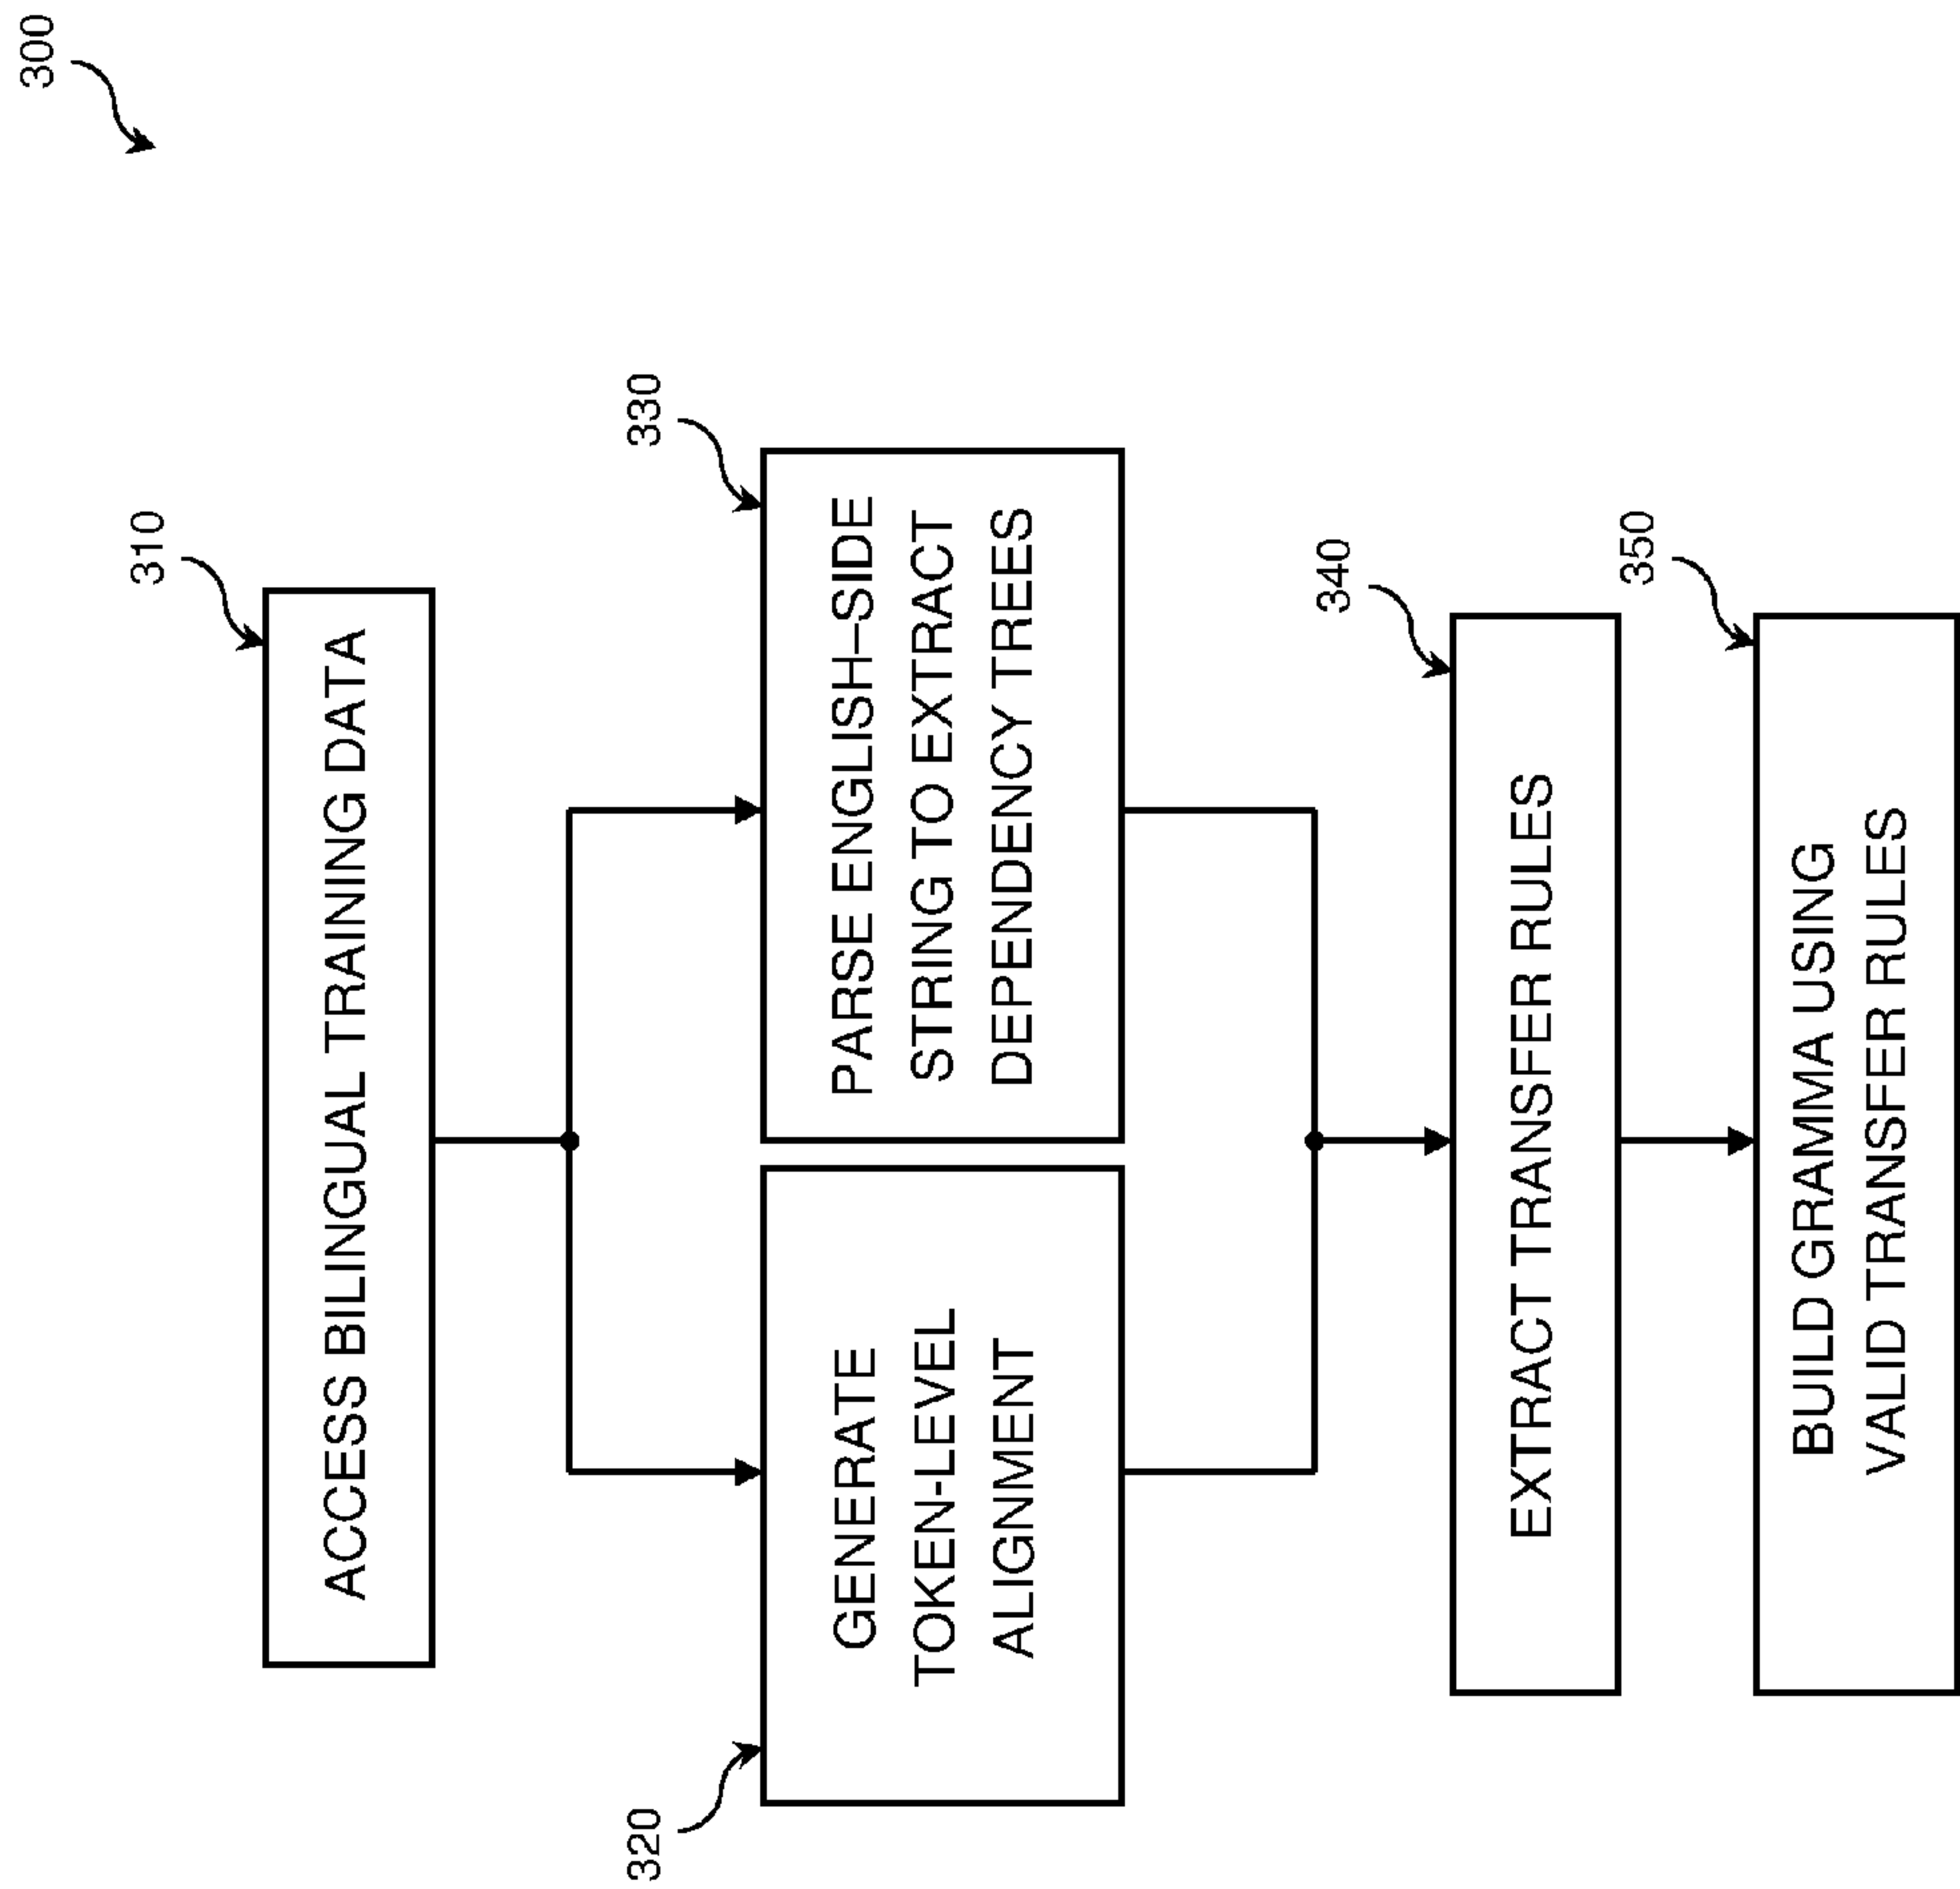 300
310
ACCESS BILINGUAL TRAINING DATA
320
GENERATE
TOKEN-LEVEL
ALIGNMENT
330
PARSE ENGLISH-SIDE
STRING TO EXTRACT
DEPENDENCY TREES
340
EXTRACT TRANSFER RULES
350
BUILD GRAMMA USING
VALID TRANSFER RULES